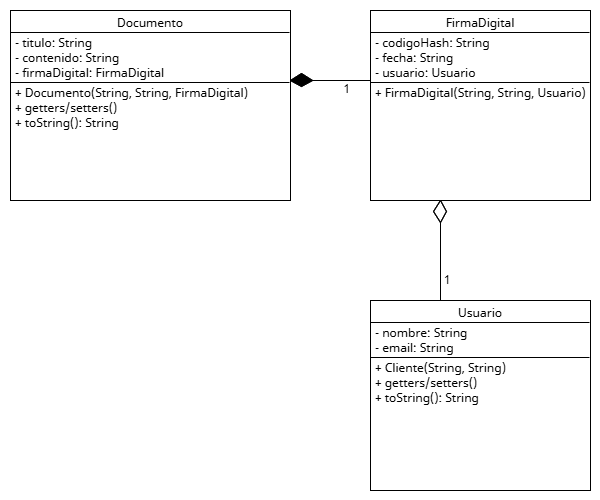 Documento
- titulo: String
- contenido: String
- firmaDigital: FirmaDigital
+ Documento(String, String, FirmaDigital)
+ getters/setters()
+ toString(): String
1
FirmaDigital
- codigoHash: String
- fecha: String
- usuario: Usuario
+ FirmaDigital(String, String, Usuario)
1
Usuario
- nombre: String
- email: String
+ Cliente(String, String)
+ getters/setters()
+ toString(): String